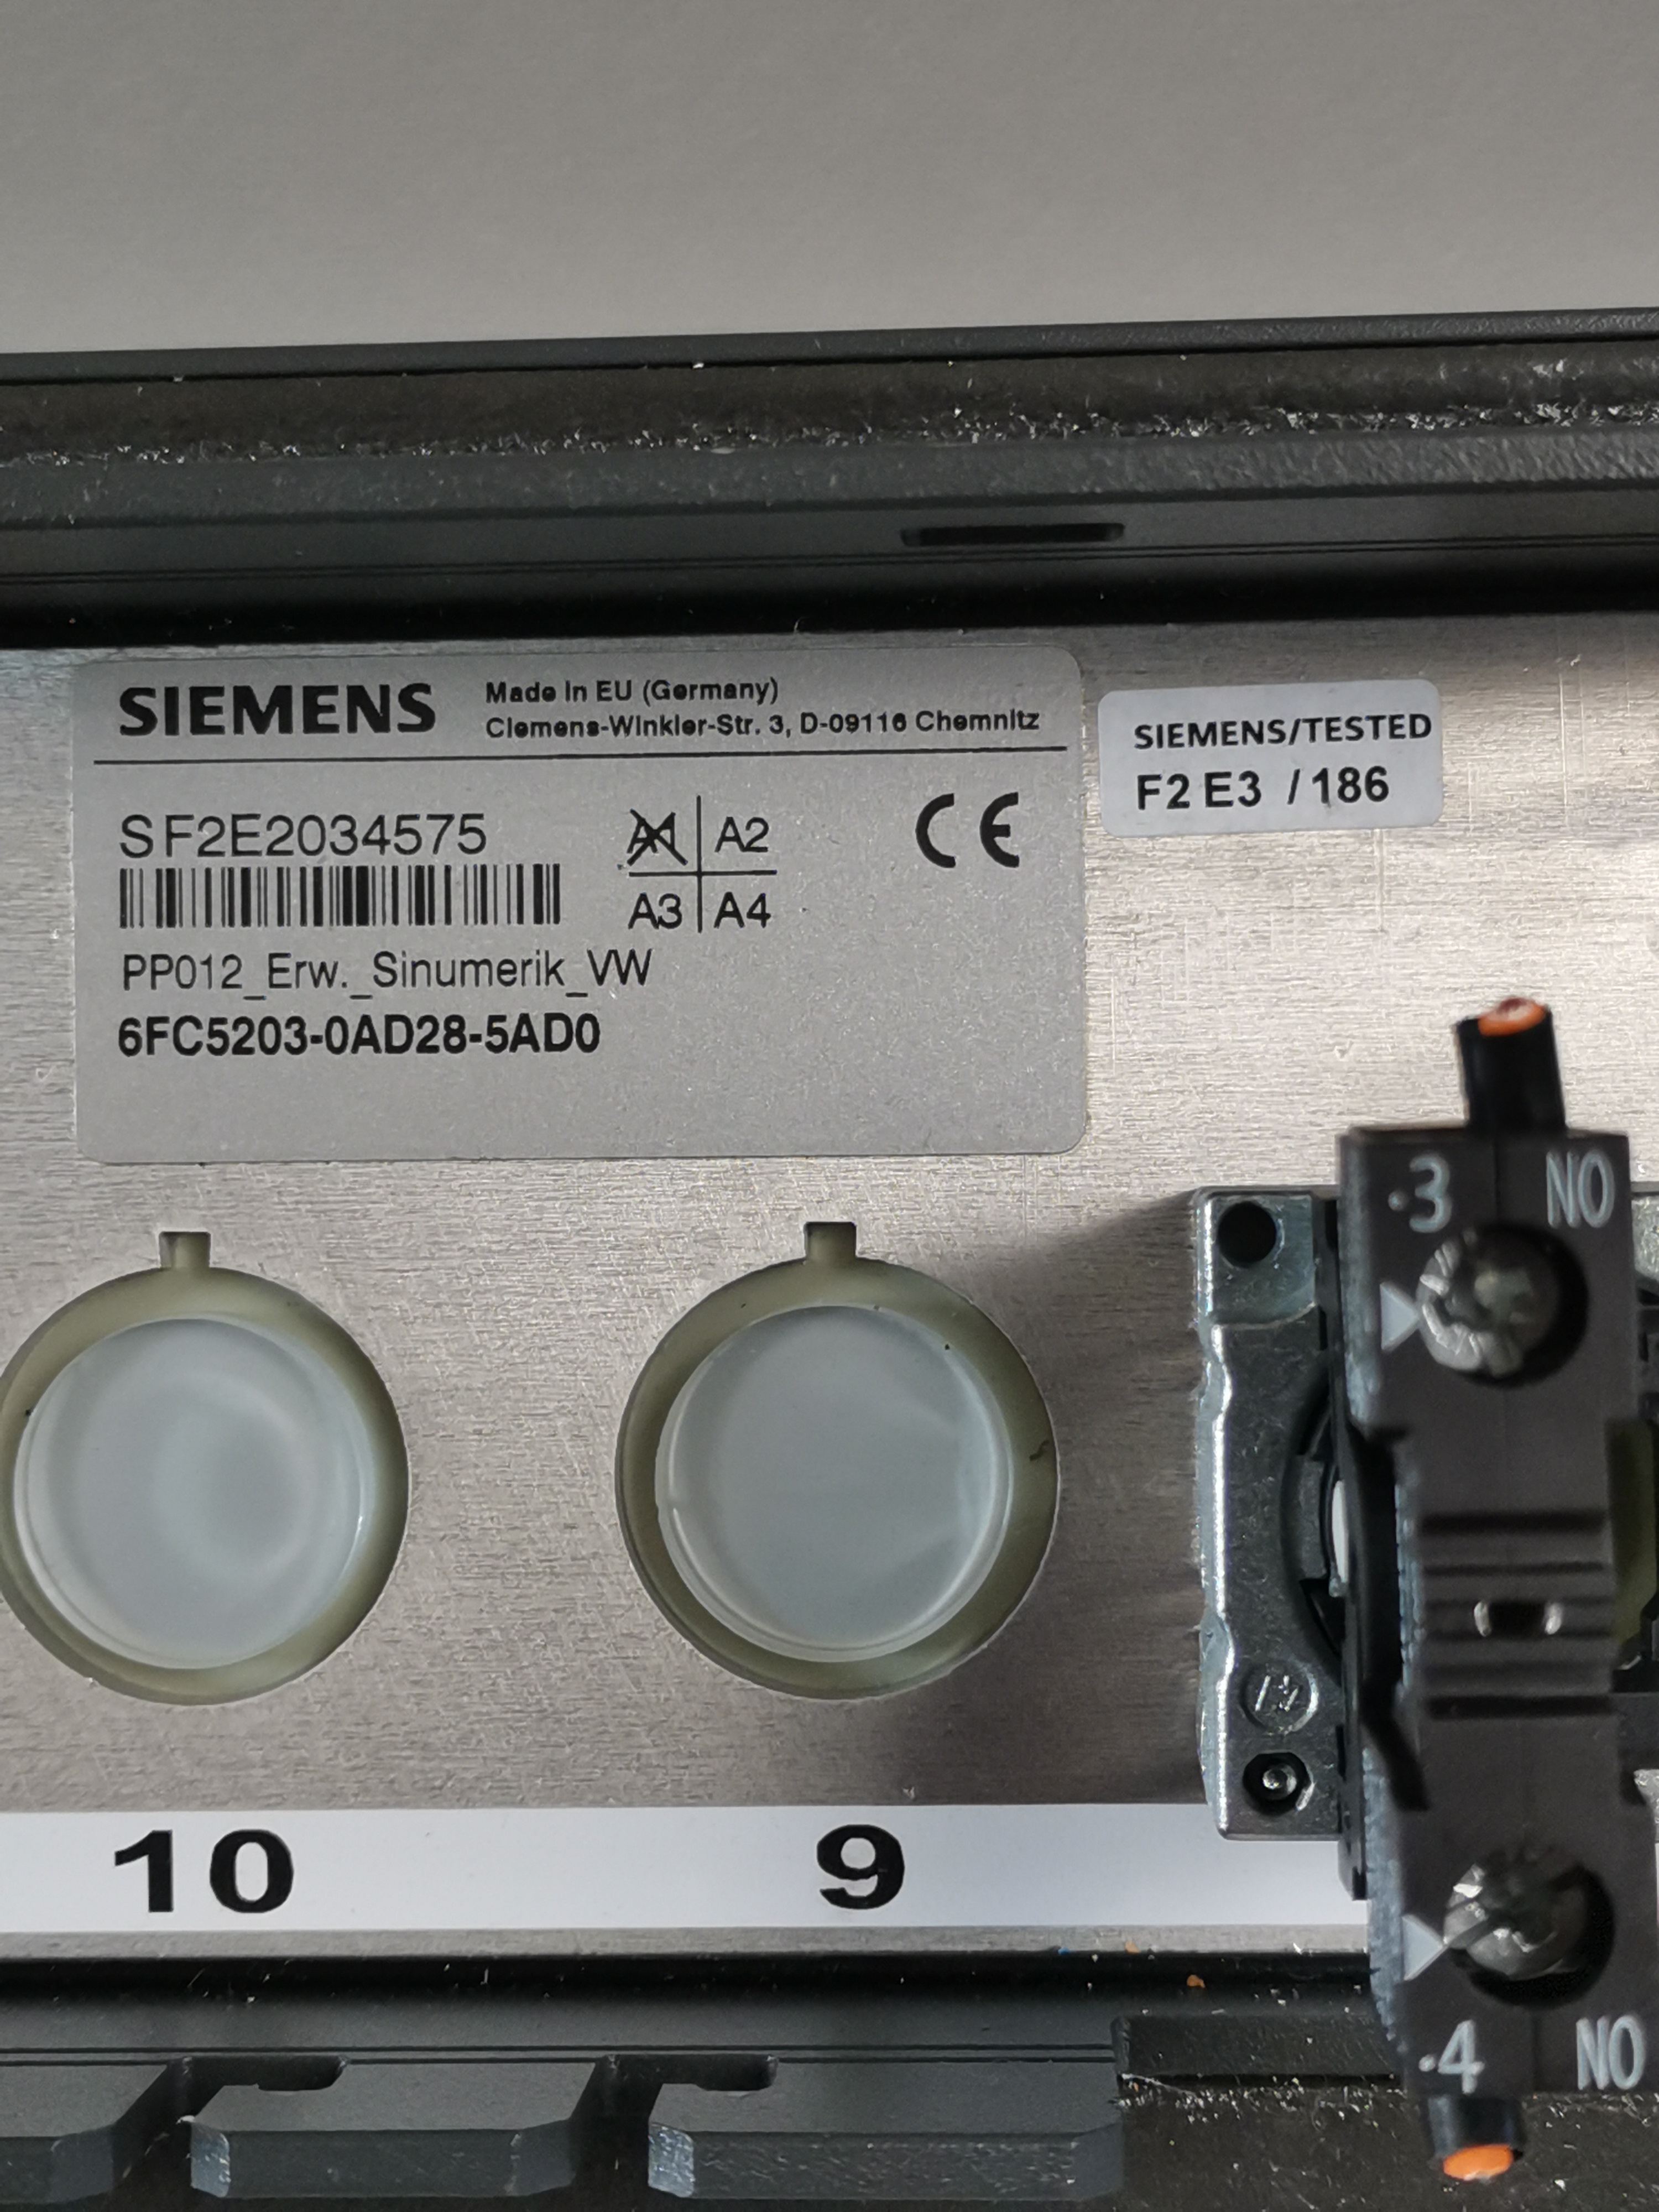 SIEMENS
Made in EU (Germany)
Clemens-Winkler-Str. 3, D-09116 Chemnitz
SIEMENS/TESTED
F2 E3 / 186
SF2E2034575
A1 A2
A3 A4
CE
PP012_Erw._Sinumerik_VW
6FC5203-0AD28-5AD0
.3 NO
10
9
.4 NO